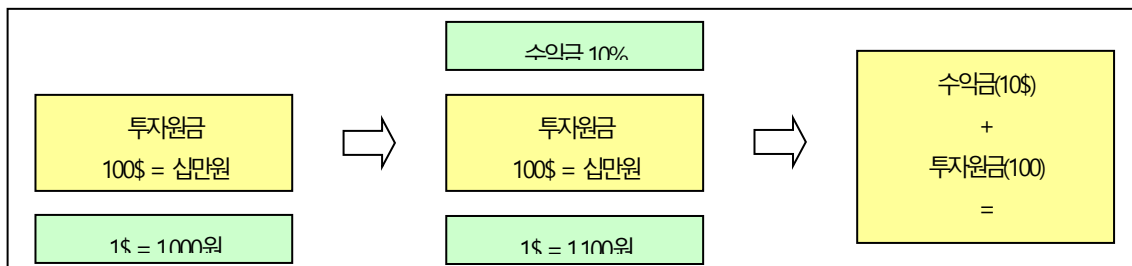 수익금 10%
투자원금
100$ = 십만원
1$ = 1000원
투자원금
100$ = 십만원
1$ = 1100원
수익금(10$)
+
투자원금(100)
=